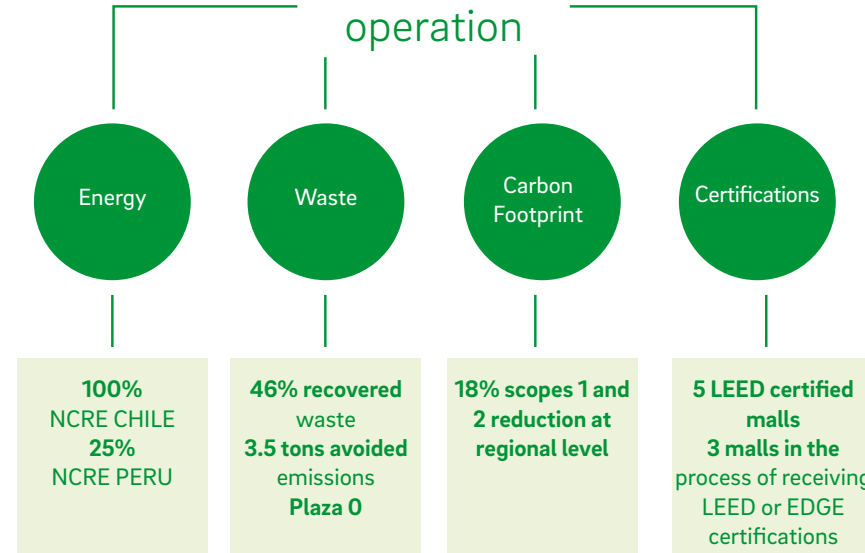 operation
Energy
Waste
Carbon
Footprint
Certifications
100%
NCRE CHILE
25%
NCRE PERU
46% recovered
waste
3.5 tons avoided
emissions
Plaza 0
18% scopes 1 and
2 reduction at
regional level
5 LEED certified
malls
3 malls in the
process of receiving
LEED or EDGE
certifications